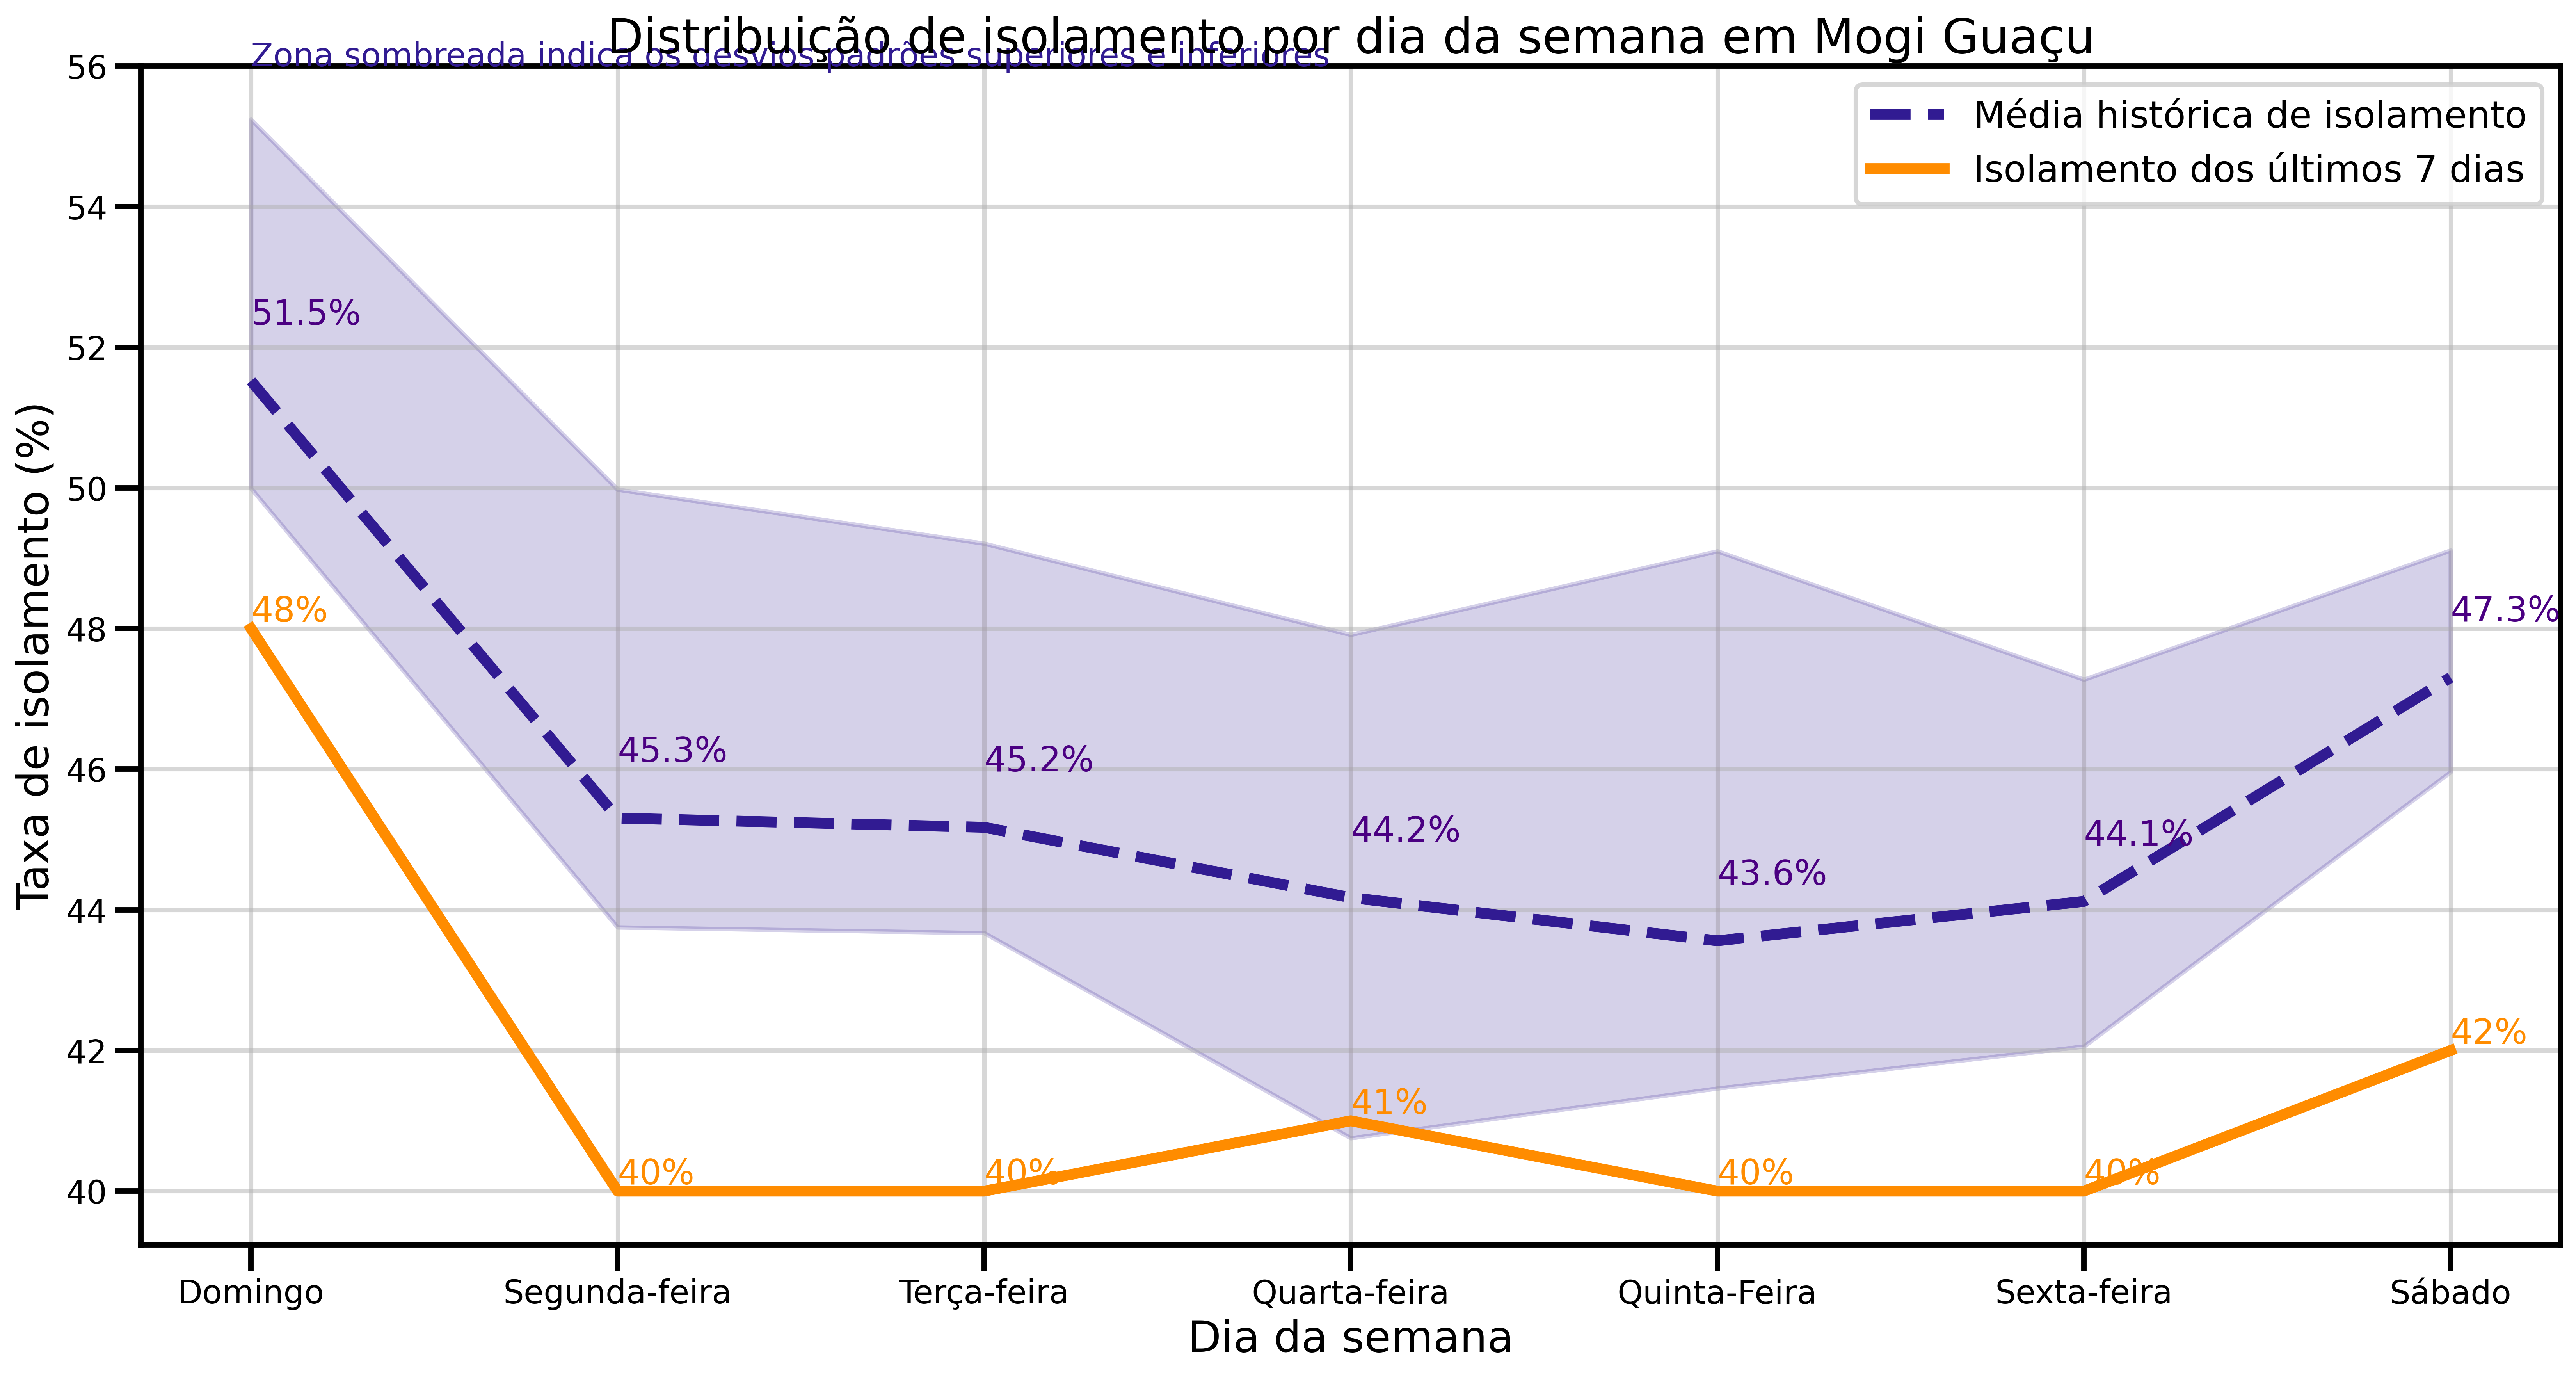 Distribuição de isolamento por dia da semana em Mogi Guaçu
Zona sombreada indica os desvios padrões superiores e inferiores
Média histórica de isolamento
Isolamento dos últimos 7 dias
Taxa de isolamento (%)
56
54
52
50
48
46
44
42
40
51.5%
45.3%
45.2%
44.2%
43.6%
44.1%
47.3%
48%
40%
40%
41%
40%
40%
42%
Domingo
Segunda-feira
Terça-feira
Quarta-feira
Quinta-Feira
Sexta-feira
Sábado
Dia da semana